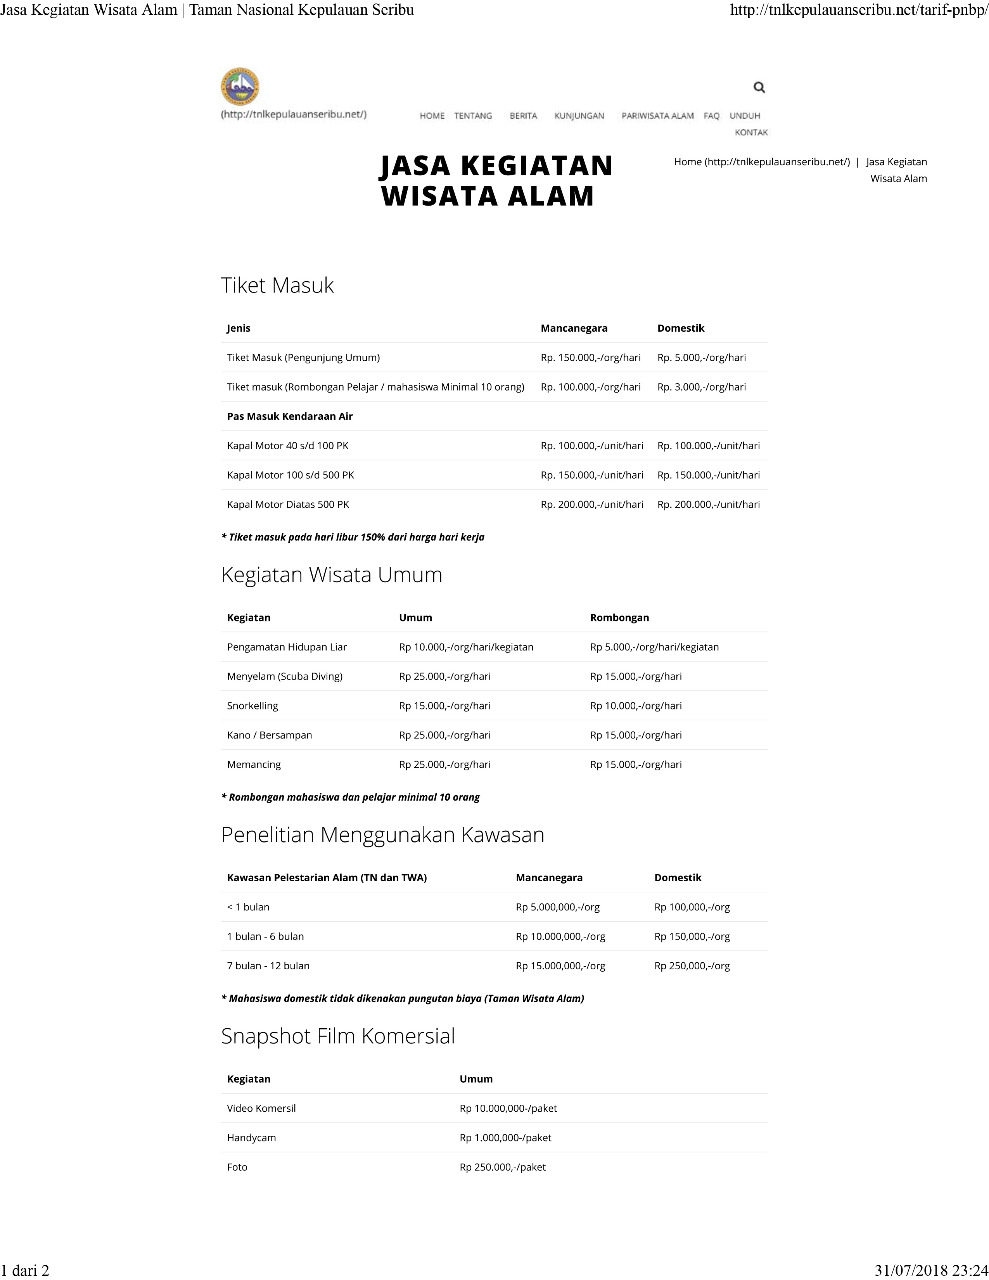 Jasa Kegiatan Wisata Alam | Taman Nasional Kepulauan Seribu http://tnlkepulauanseribu.net/tarif-pnbp/
(http://tnlkepulauanseribu.net/) HOME TENTANG BERITA KUNJUNGAN PARIWISATA ALAM FAQ UNDUH
KONTAK
JASA KEGIATAN
WISATA ALAM
Home (http://tnlkepulauanseribu.net/) | Jasa Kegiatan
Wisata Alam
Tiket Masuk
Jenis Mancanegara Domestik
Tiket Masuk (Pengunjung Umum) Rp. 150.000,-/org/hari Rp. 5.000,-/org/hari
Tiket masuk (Rombongan Pelajar / mahasiswa Minimal 10 orang) Rp. 100.000,-/org/hari Rp. 3.000,-/org/hari
Pas Masuk Kendaraan Air
Kapal Motor 40 s/d 100 PK Rp. 100.000,-/unit/hari Rp. 100.000,-/unit/hari
Kapal Motor 100 s/d 500 PK Rp. 150.000,-/unit/hari Rp. 150.000,-/unit/hari
Kapal Motor Diatas 500 PK Rp. 200.000,-/unit/hari Rp. 200.000,-/unit/hari
* Tiket masuk pada hari libur 150% dari harga hari kerja
Kegiatan Wisata Umum
Kegiatan Umum Rombongan
Pengamatan Hidupan Liar Rp 10.000,-/org/hari/kegiatan Rp 5.000,-/org/hari/kegiatan
Menyelam (Scuba Diving) Rp 25.000,-/org/hari Rp 15.000,-/org/hari
Snorkelling Rp 15.000,-/org/hari Rp 10.000,-/org/hari
Kano / Bersampan Rp 25.000,-/org/hari Rp 15.000,-/org/hari
Memancing Rp 25.000,-/org/hari Rp 15.000,-/org/hari
* Rombongan mahasiswa dan pelajar minimal 10 orang
Penelitian Menggunakan Kawasan
Kawasan Pelestarian Alam (TN dan TWA) Mancanegara Domestik
< 1 bulan Rp 5.000,000,-/org Rp 100,000,-/org
1 bulan - 6 bulan Rp 10.000,000,-/org Rp 150,000,-/org
7 bulan - 12 bulan Rp 15.000,000,-/org Rp 250,000,-/org
* Mahasiswa domestik tidak dikenakan pungutan biaya (Taman Wisata Alam)
Snapshot Film Komersial
Kegiatan Umum
Video Komersil Rp 10.000,000-/paket
Handycam Rp 1.000,000-/paket
Foto Rp 250.000,-/paket
1 dari 2 31/07/2018 23:24